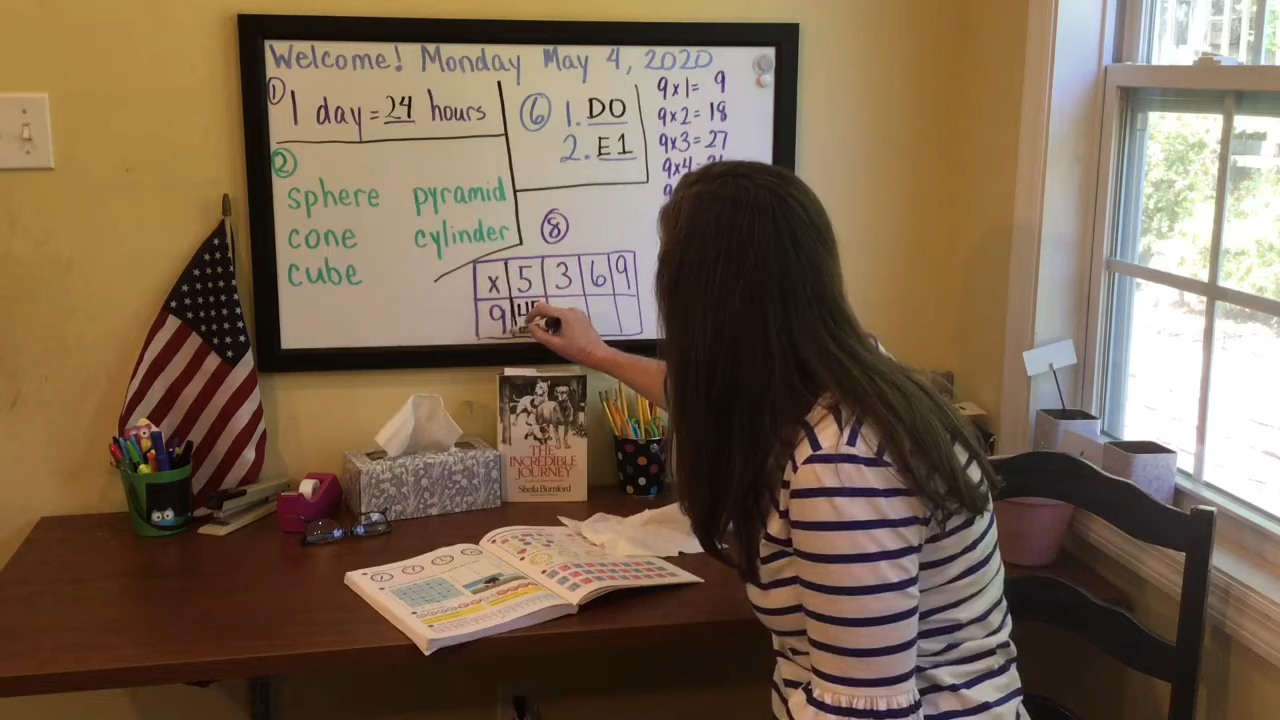 Welcome! Monday May 4, 2020
①
1 day = 24 hours
②
sphere pyramid
cone cylinder
cube
⑥ 1. DO
2. E1
9x1= 9
9x2= 18
9x3= 27
9x4=
⑧
x 5 3 6 9
9 45
THE
INCREDIBLE
JOURNEY
Sheila Burnford